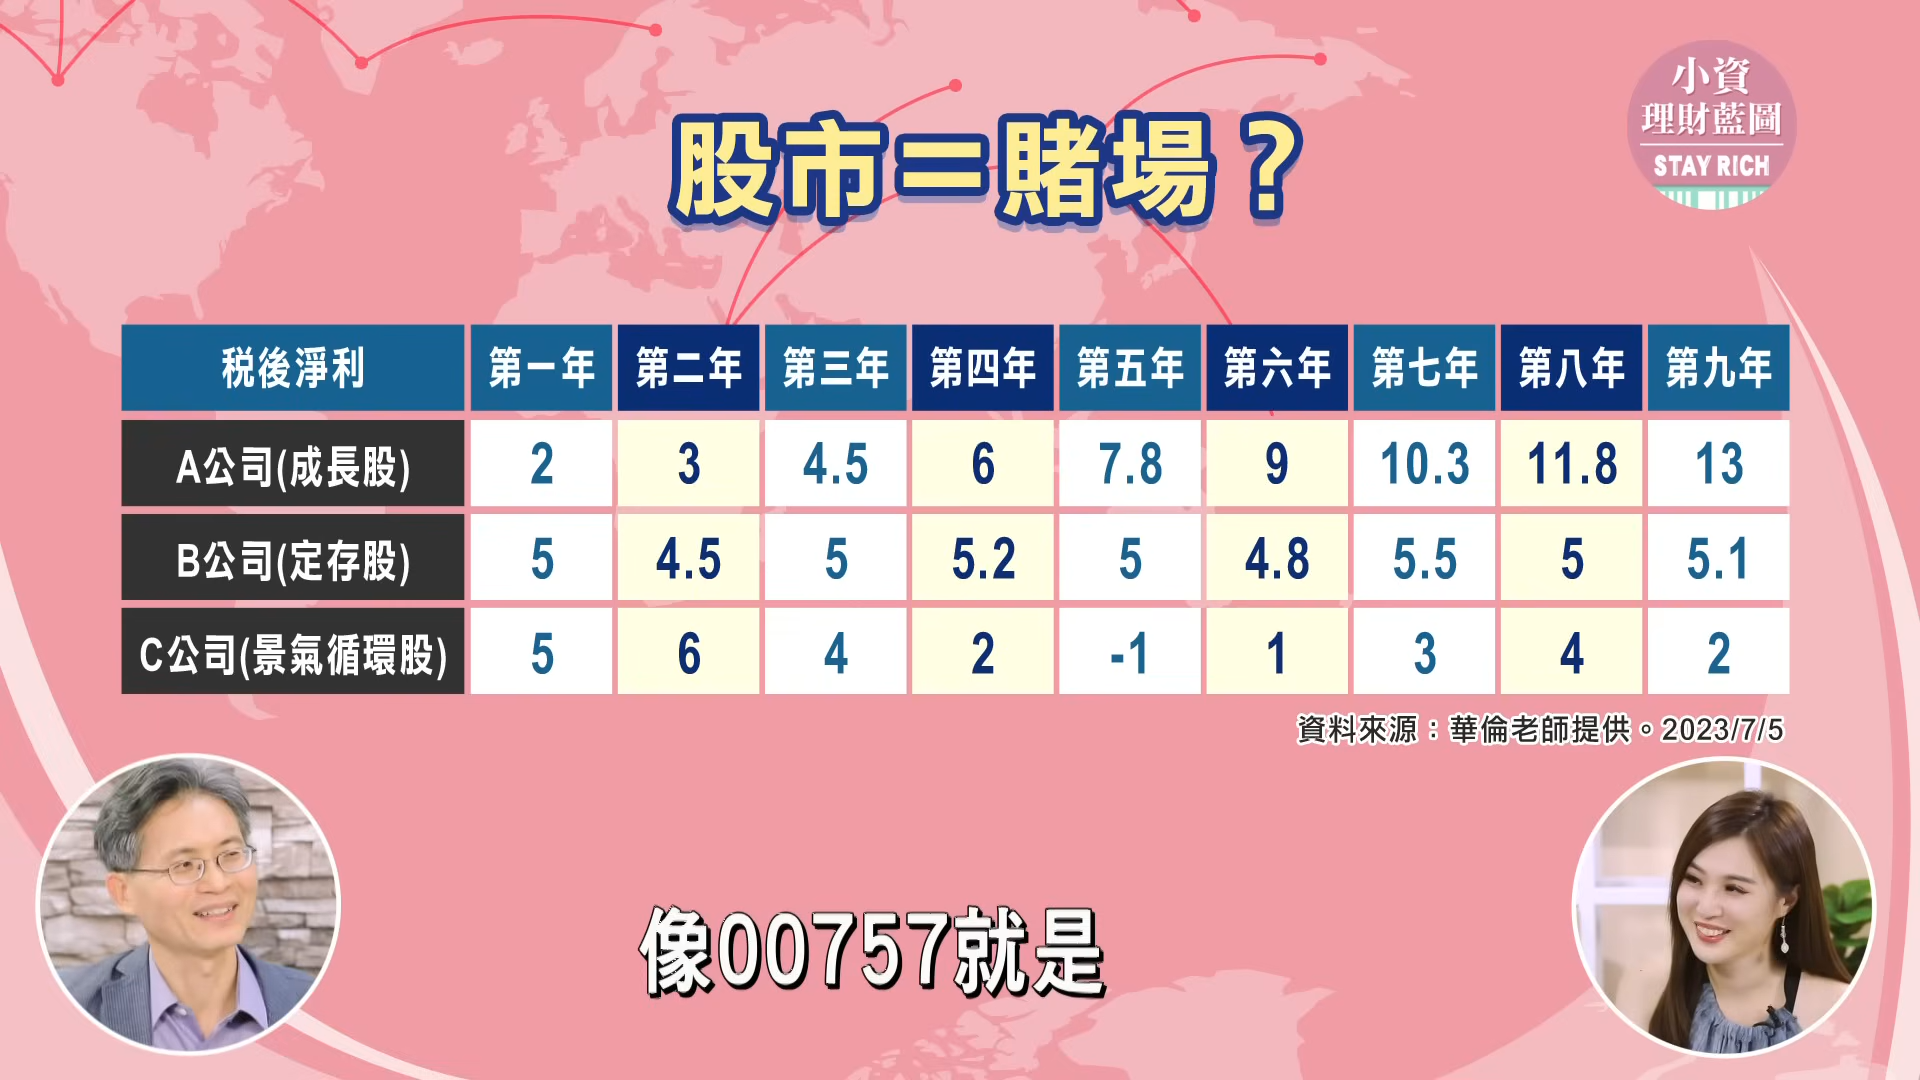 小資
理財藍圖
STAY RICH
股市=賭場?
稅後淨利 第一年 第二年 第三年 第四年 第五年 第六年 第七年 第八年 第九年
A公司(成長股) 2 3 4.5 6 7.8 9 10.3 11.8 13
B公司(定存股) 5 4.5 5 5.2 5 4.8 5.5 5 5.1
C公司(景氣循環股) 5 6 4 2 -1 1 3 4 2
資料來源：華倫老師提供。2023/7/5
像00757就是